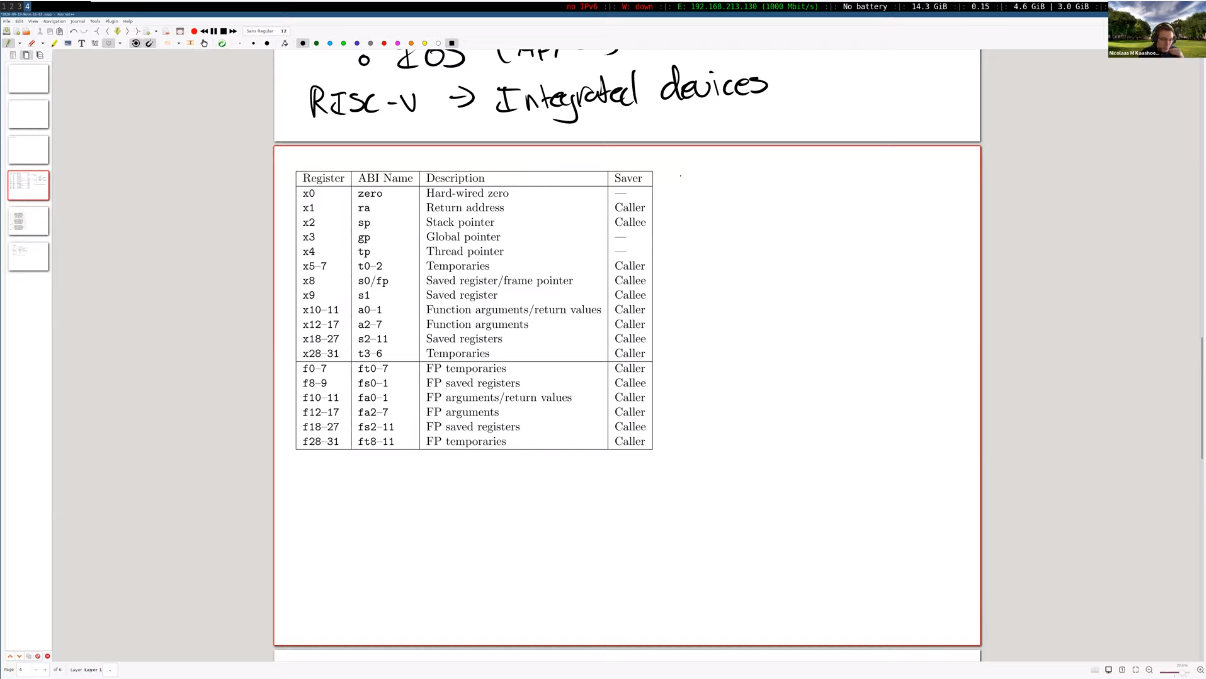 1 2 3 4
no IPv6 :: W: down :: E: 192.168.213.130 (1000 Mbit/s) :: No battery :: 14.3 GiB :: 0.15 :: 4.6 GiB | 3.0 GiB ::
File Edit View Navigation Journal Tools Plugin Help
Sans Regular 12
Nicolaas M Kaashoe...
RISC-V → Integrated devices
Register ABI Name Description Saver
x0 zero Hard-wired zero —
x1 ra Return address Caller
x2 sp Stack pointer Callee
x3 gp Global pointer —
x4 tp Thread pointer —
x5–7 t0–2 Temporaries Caller
x8 s0/fp Saved register/frame pointer Callee
x9 s1 Saved register Callee
x10–11 a0–1 Function arguments/return values Caller
x12–17 a2–7 Function arguments Caller
x18–27 s2–11 Saved registers Callee
x28–31 t3–6 Temporaries Caller
f0–7 ft0–7 FP temporaries Caller
f8–9 fs0–1 FP saved registers Callee
f10–11 fa0–1 FP arguments/return values Caller
f12–17 fa2–7 FP arguments Caller
f18–27 fs2–11 FP saved registers Callee
f28–31 ft8–11 FP temporaries Caller
Page 4 of 6 Layer Layer 1